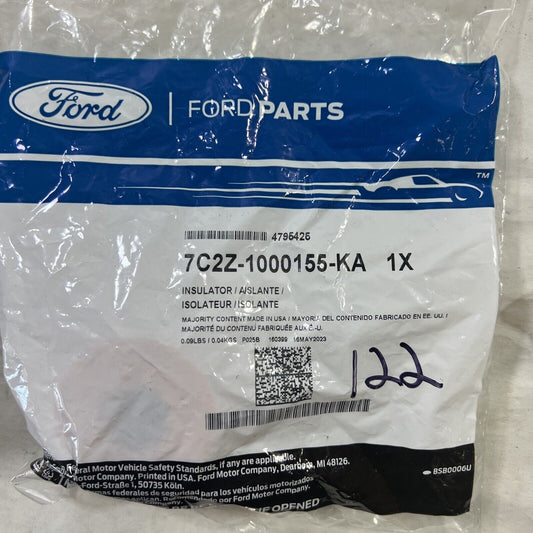 Ford
FORD PARTS
TM
4795425
7C2Z-1000155-KA 1X
INSULATOR / AISLANTE /
ISOLATEUR / ISOLANTE
MAJORITY CONTENT MADE IN USA / MAYORU. DEL CONTENIDO FABRICADO EN EE. UU. /
MAJORITÉ DU CONTENU FABRIQUÉE AUX É.-U.
0.09LBS / 0.04KGS P025B 160399 16MAY2023
122
Motor Vehicle Safety Standards, if any are applicable.
Company. Printed in USA. Ford Motor Company, Dearborn, MI 48126.
Ford-Straße 1, 50735 Köln.
BSB0006U
federales de seguridad para los vehículos motorizados
Recomendado por Ford Motor Company.
IF OPENED